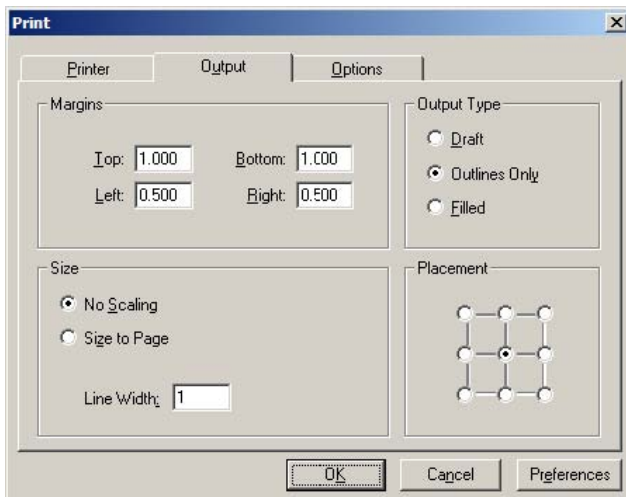 Print
Printer Output Options
Margins
Top: 1.000 Bottom: 1.000
Left: 0.500 Right: 0.500
Output Type
Draft
Outlines Only
Filled
Size
No Scaling
Size to Page
Line Width: 1
Placement
OK Cancel Preferences